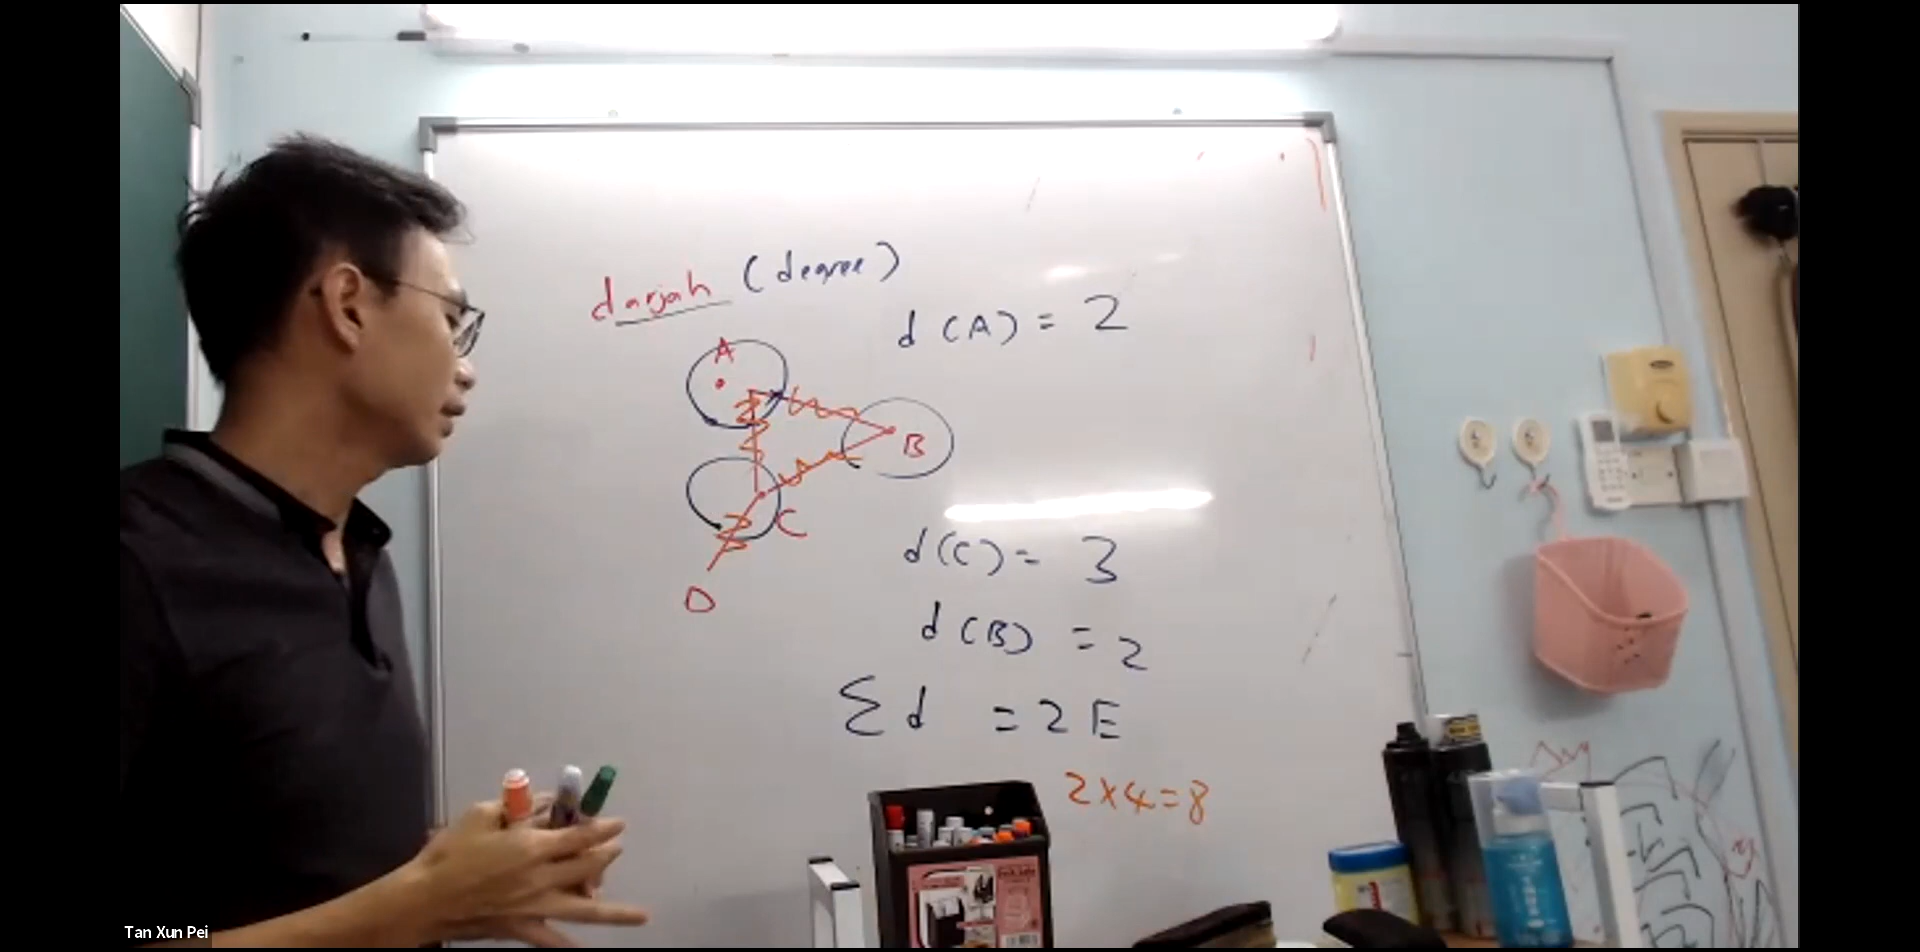 darjah (degree)
d(A) = 2
A
B
C
D
d(C) = 3
d(B) = 2
Σd = 2E
2×4=8
Tan Xun Pei